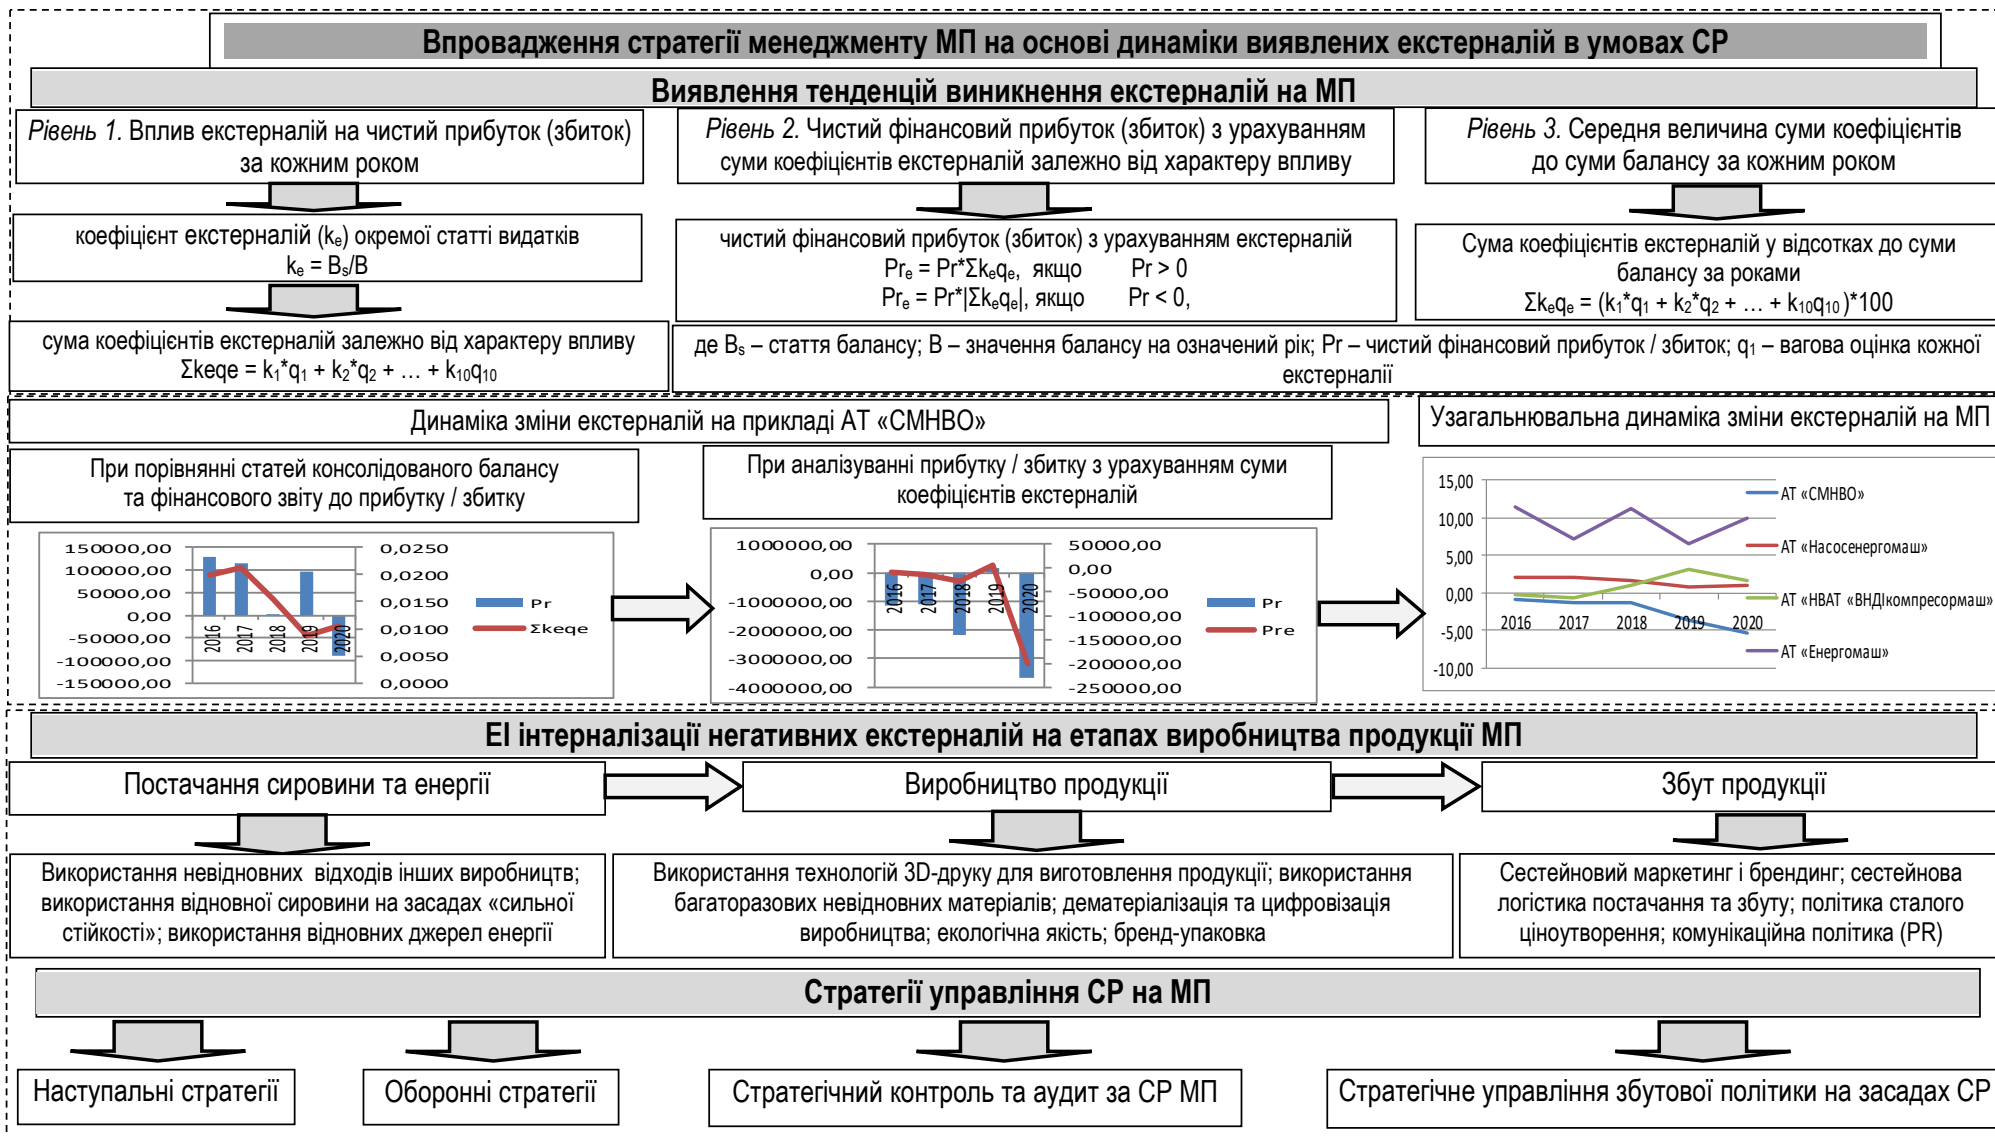 Впровадження стратегії менеджменту МП на основі динаміки виявлених екстерналій в умовах СР
Виявлення тенденцій виникнення екстерналій на МП
Рівень 1. Вплив екстерналій на чистий прибуток (збиток)
за кожним роком
Рівень 2. Чистий фінансовий прибуток (збиток) з урахуванням
суми коефіцієнтів екстерналій залежно від характеру впливу
Рівень 3. Середня величина суми коефіцієнтів
до суми балансу за кожним роком
коефіцієнт екстерналій (kₑ) окремої статті видатків
kₑ = Bₛ/B
чистий фінансовий прибуток (збиток) з урахуванням екстерналій
Prₑ = Pr*Σkₑqₑ, якщо Pr > 0
Prₑ = Pr*|Σkₑqₑ|, якщо Pr < 0,
Сума коефіцієнтів екстерналій у відсотках до суми
балансу за роками
Σkₑqₑ = (k₁*q₁ + k₂*q₂ + … + k₁₀q₁₀ )*100
сума коефіцієнтів екстерналій залежно від характеру впливу
Σkeqe = k₁*q₁ + k₂*q₂ + … + k₁₀q₁₀
де Bₛ – стаття балансу; B – значення балансу на означений рік; Pr – чистий фінансовий прибуток / збиток; q₁ – вагова оцінка кожної
екстерналії
Динаміка зміни екстерналій на прикладі АТ «СМНВО»
Узагальнювальна динаміка зміни екстерналій на МП
При порівнянні статей консолідованого балансу
та фінансового звіту до прибутку / збитку
При аналізуванні прибутку / збитку з урахуванням суми
коефіцієнтів екстерналій
150000,00
100000,00
50000,00
0,00
-50000,00
-100000,00
-150000,00
2016
2017
2018
2019
2020
0,0250
0,0200
0,0150
0,0100
0,0050
0,0000
Pr
Σkeqe
1000000,00
0,00
-1000000,00
-2000000,00
-3000000,00
-4000000,00
2016
2017
2018
2019
2020
50000,00
0,00
-50000,00
-100000,00
-150000,00
-200000,00
-250000,00
Pr
Pre
15,00
10,00
5,00
0,00
-5,00
-10,00
2016
2017
2018
2019
2020
АТ «СМНВО»
АТ «Насосенергомаш»
АТ «НВАТ «ВНДІкомпресормаш»
АТ «Енергомаш»
ЕІ інтерналізації негативних екстерналій на етапах виробництва продукції МП
Постачання сировини та енергії
Виробництво продукції
Збут продукції
Використання невідновних відходів інших виробництв;
використання відновної сировини на засадах «сильної
стійкості»; використання відновних джерел енергії
Використання технологій 3D-друку для виготовлення продукції; використання
багаторазових невідновних матеріалів; дематеріалізація та цифровізація
виробництва; екологічна якість; бренд-упаковка
Сестейновий маркетинг і брендинг; сестейнова
логістика постачання та збуту; політика сталого
ціноутворення; комунікаційна політика (PR)
Стратегії управління СР на МП
Наступальні стратегії
Оборонні стратегії
Стратегічний контроль та аудит за СР МП
Стратегічне управління збутової політики на засадах СР